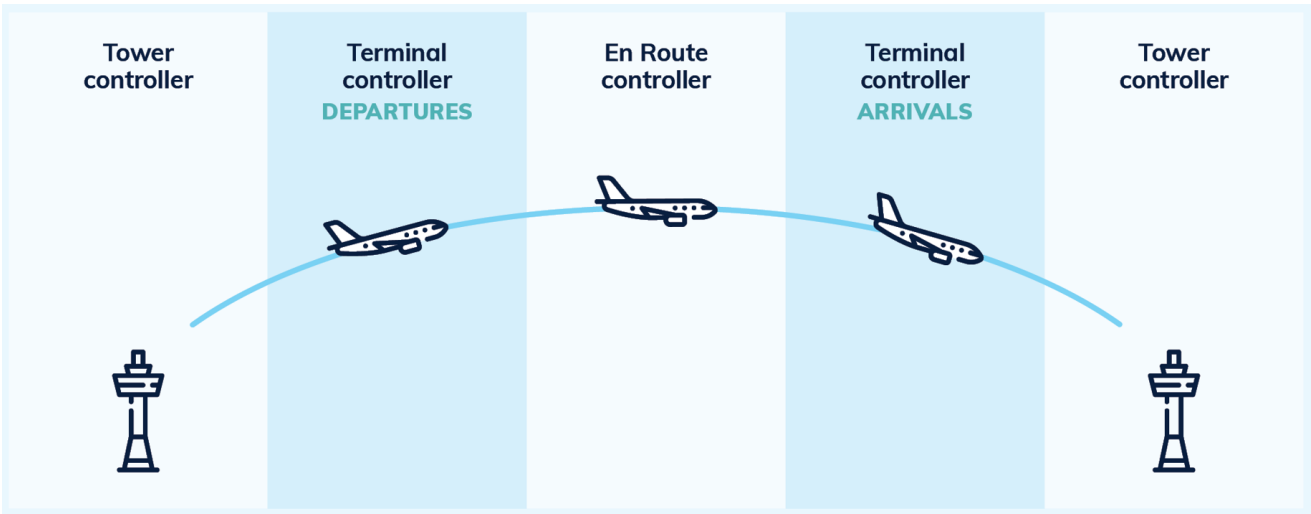 Tower
controller
Terminal
controller
DEPARTURES
En Route
controller
Terminal
controller
ARRIVALS
Tower
controller